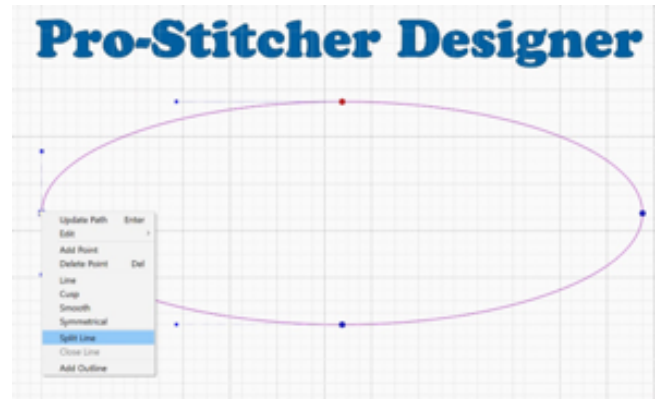 Pro-Stitcher Designer
Update Path Enter
Edit
Add Point
Delete Point Del
Line
Cusp
Smooth
Symmetrical
Split Line
Close Line
Add Outline